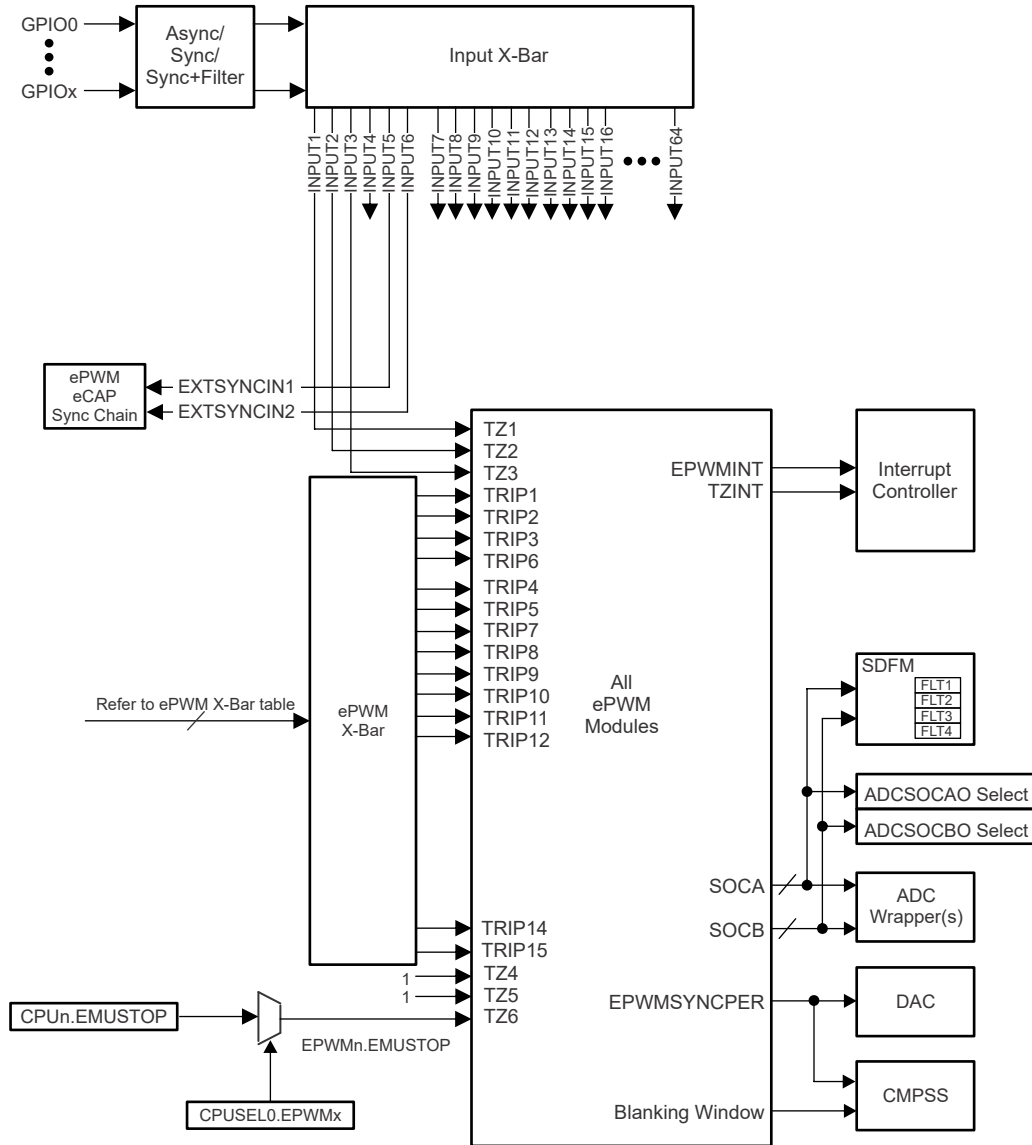 GPIO0
GPIOx
Async/
Sync/
Sync+Filter
Input X-Bar
INPUT1
INPUT2
INPUT3
INPUT4
INPUT5
INPUT6
INPUT7
INPUT8
INPUT9
INPUT10
INPUT11
INPUT12
INPUT13
INPUT14
INPUT15
INPUT16
INPUT64
ePWM
eCAP
Sync Chain
EXTSYNCIN1
EXTSYNCIN2
TZ1
TZ2
TZ3
TRIP1
TRIP2
TRIP3
TRIP6
TRIP4
TRIP5
TRIP7
TRIP8
TRIP9
TRIP10
TRIP11
TRIP12
TRIP14
TRIP15
TZ4
TZ5
TZ6
1
1
Refer to ePWM X-Bar table
ePWM
X-Bar
CPUn.EMUSTOP
EPWMn.EMUSTOP
CPUSEL0.EPWMx
All
ePWM
Modules
EPWMINT
TZINT
Interrupt
Controller
SDFM
FLT1
FLT2
FLT3
FLT4
ADCSOCAO Select
ADCSOCBO Select
SOCA
SOCB
ADC
Wrapper(s)
EPWMSYNCPER
DAC
Blanking Window
CMPSS